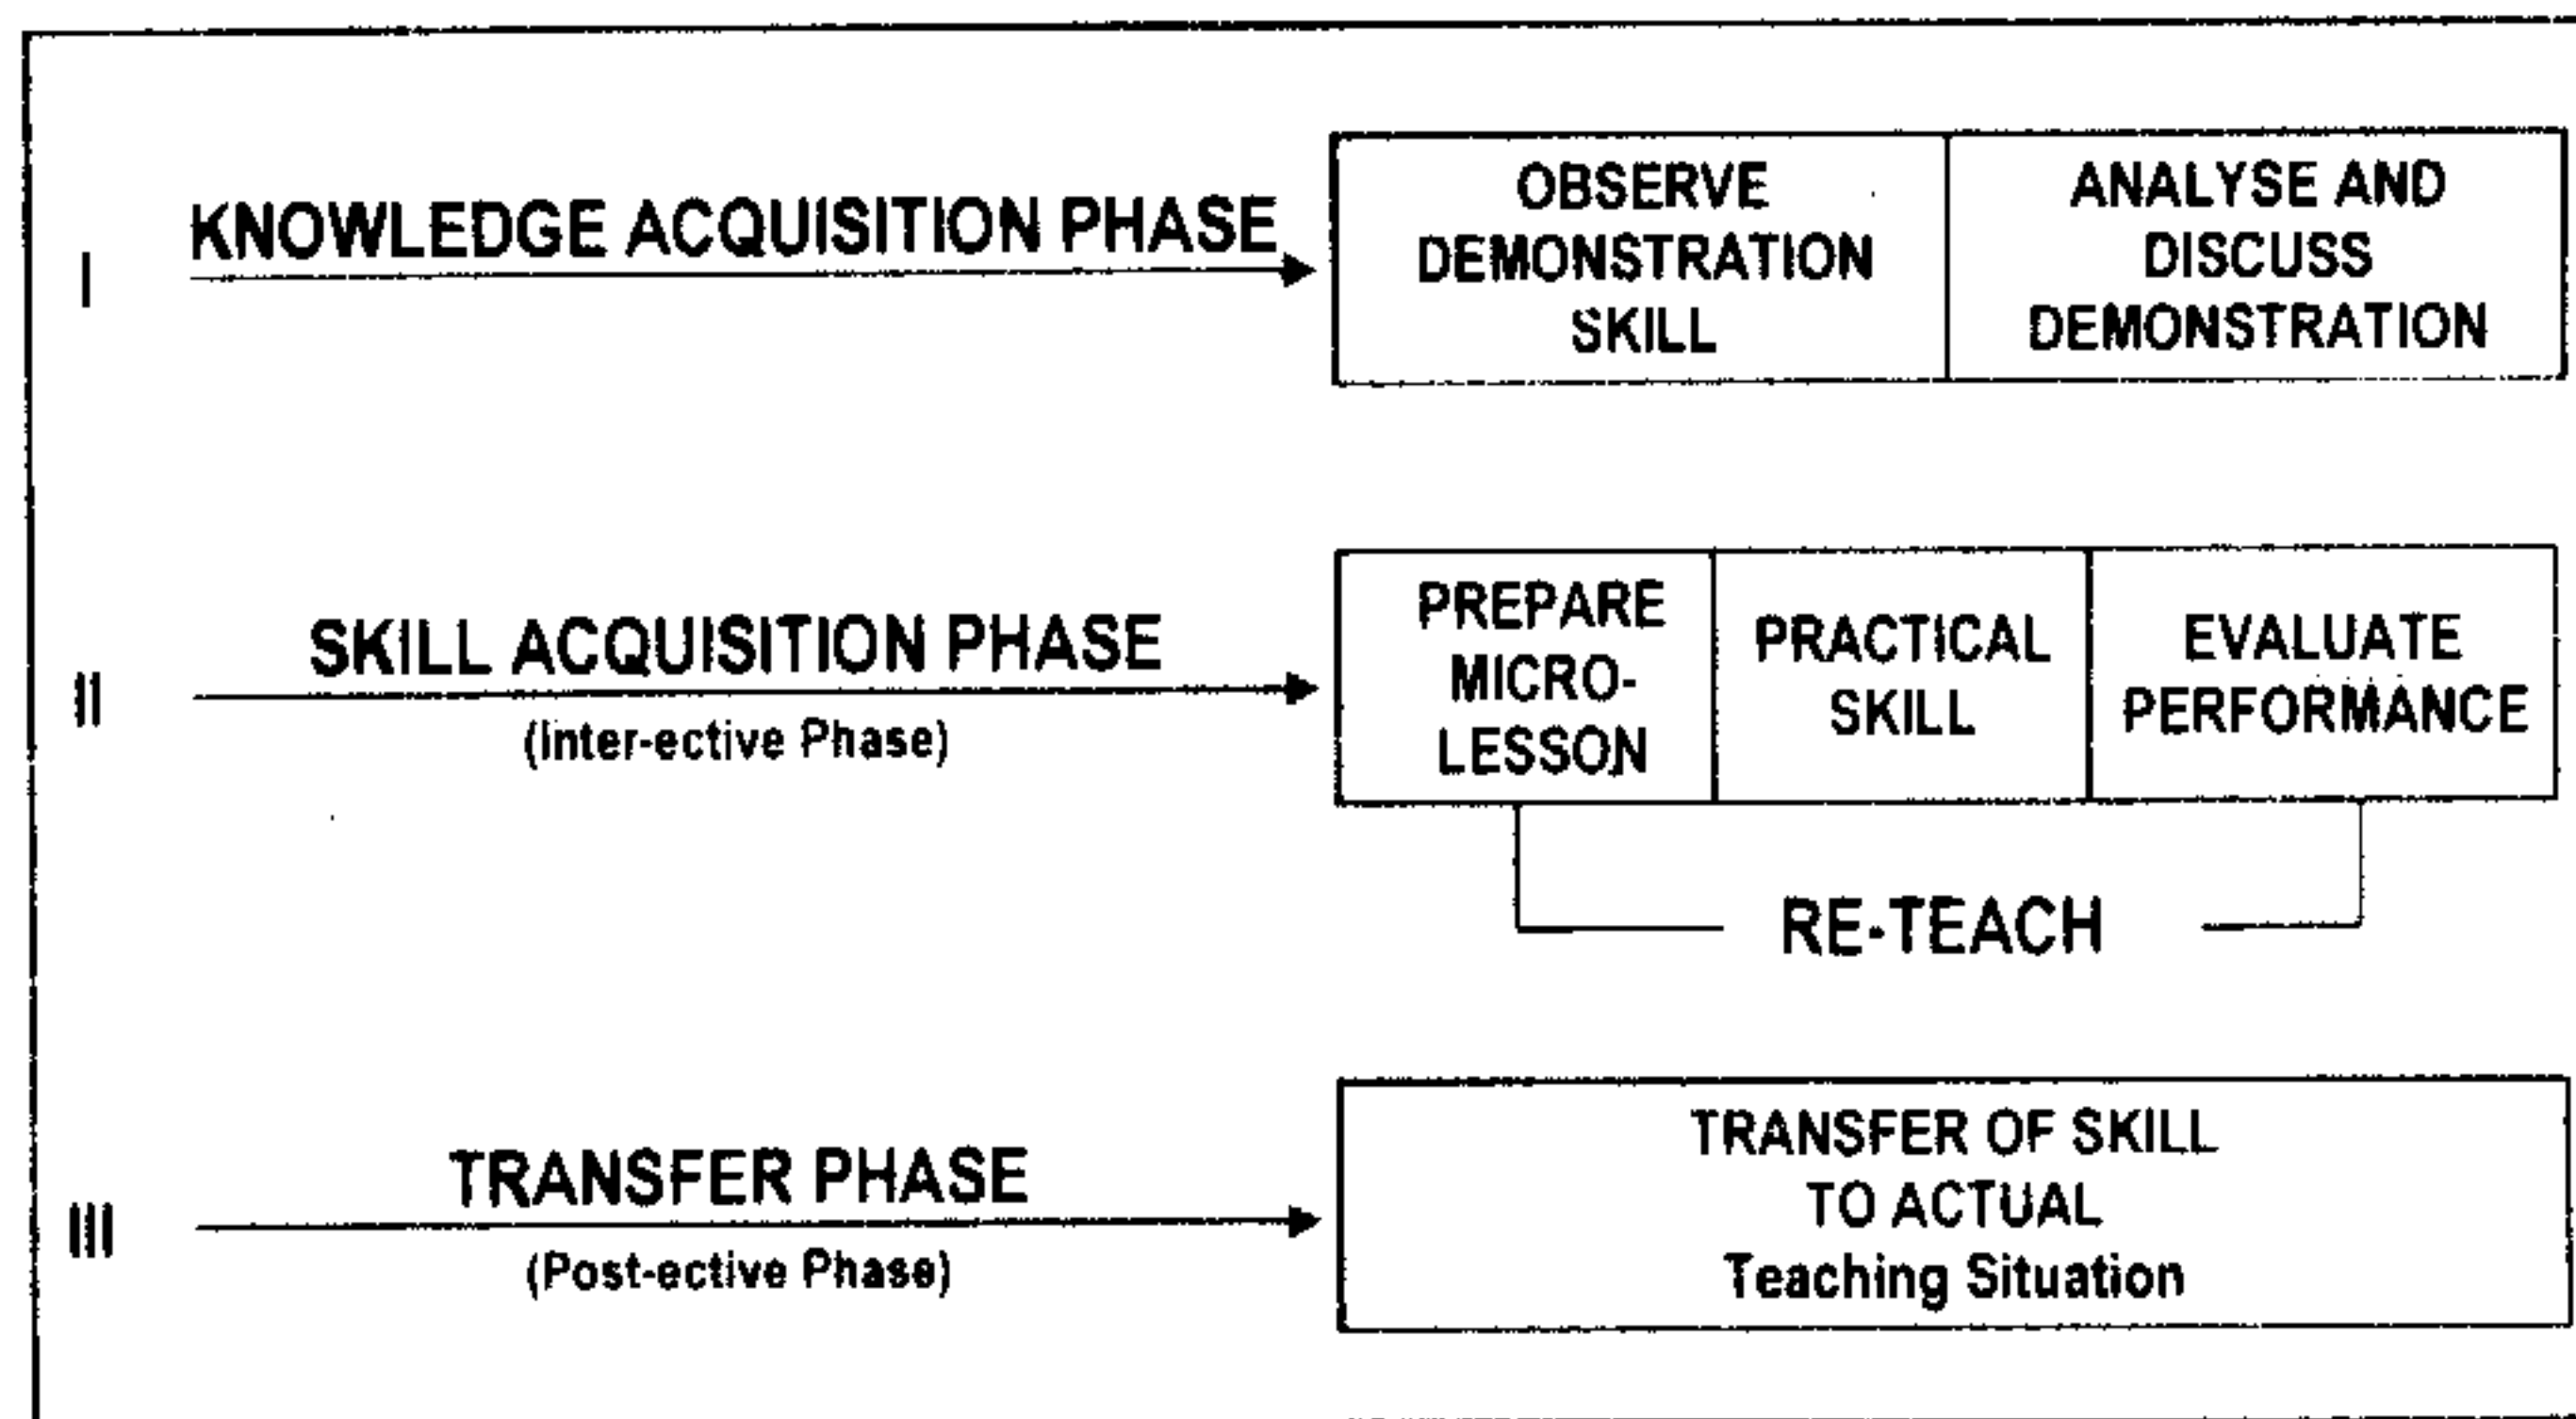 I
KNOWLEDGE ACQUISITION PHASE
OBSERVE
DEMONSTRATION
SKILL
ANALYSE AND
DISCUSS
DEMONSTRATION
II
SKILL ACQUISITION PHASE
(Inter-ective Phase)
PREPARE
MICRO-
LESSON
PRACTICAL
SKILL
EVALUATE
PERFORMANCE
RE-TEACH
III
TRANSFER PHASE
(Post-ective Phase)
TRANSFER OF SKILL
TO ACTUAL
Teaching Situation